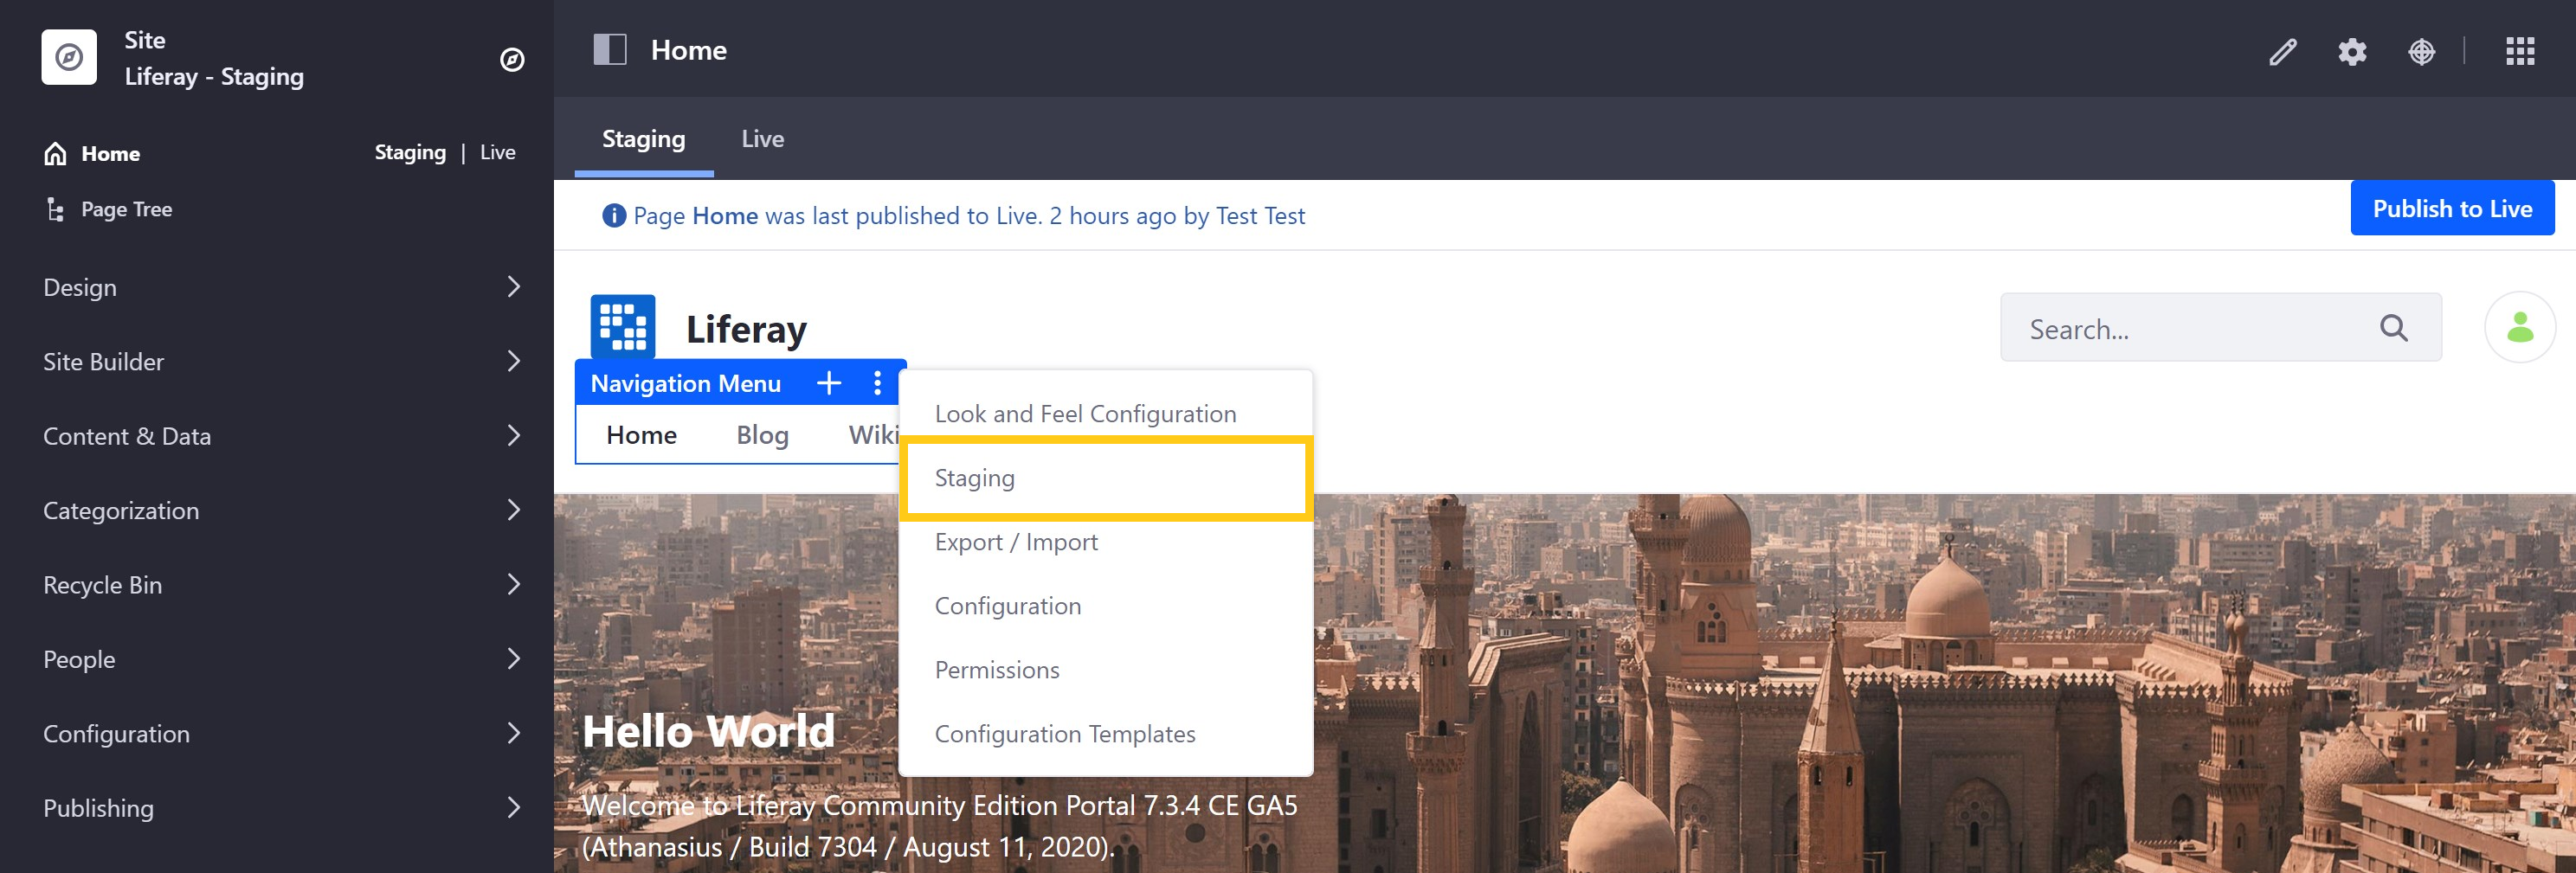 Site
Liferay - Staging
Home
Staging | Live
Page Tree
Design
Site Builder
Content & Data
Categorization
Recycle Bin
People
Configuration
Publishing
Home
Staging
Live
Page Home was last published to Live. 2 hours ago by Test Test
Publish to Live
Liferay
Search...
Navigation Menu
Home
Blog
Wiki
Look and Feel Configuration
Staging
Export / Import
Configuration
Permissions
Configuration Templates
Hello World
Welcome to Liferay Community Edition Portal 7.3.4 CE GA5
(Athanasius / Build 7304 / August 11, 2020).